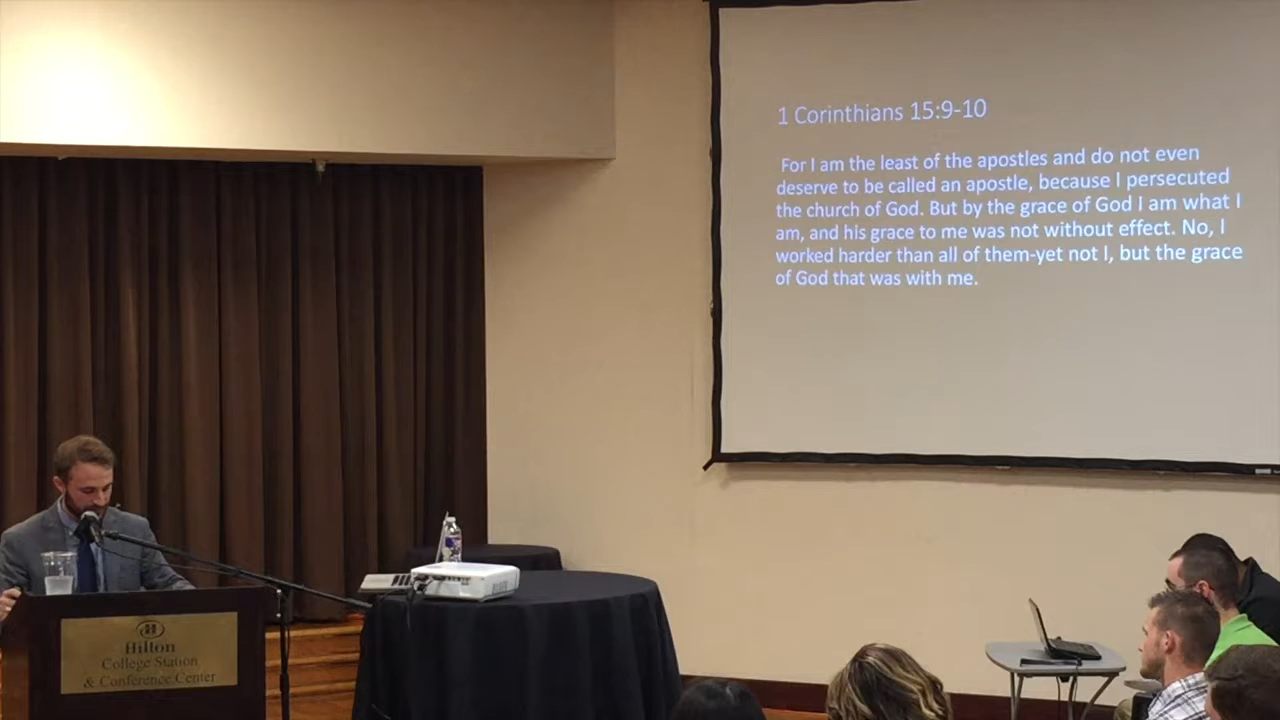 1 Corinthians 15:9-10
For I am the least of the apostles and do not even
deserve to be called an apostle, because I persecuted
the church of God. But by the grace of God I am what I
am, and his grace to me was not without effect. No, I
worked harder than all of them-yet not I, but the grace
of God that was with me.
H
Hilton
College Station
& Conference Center